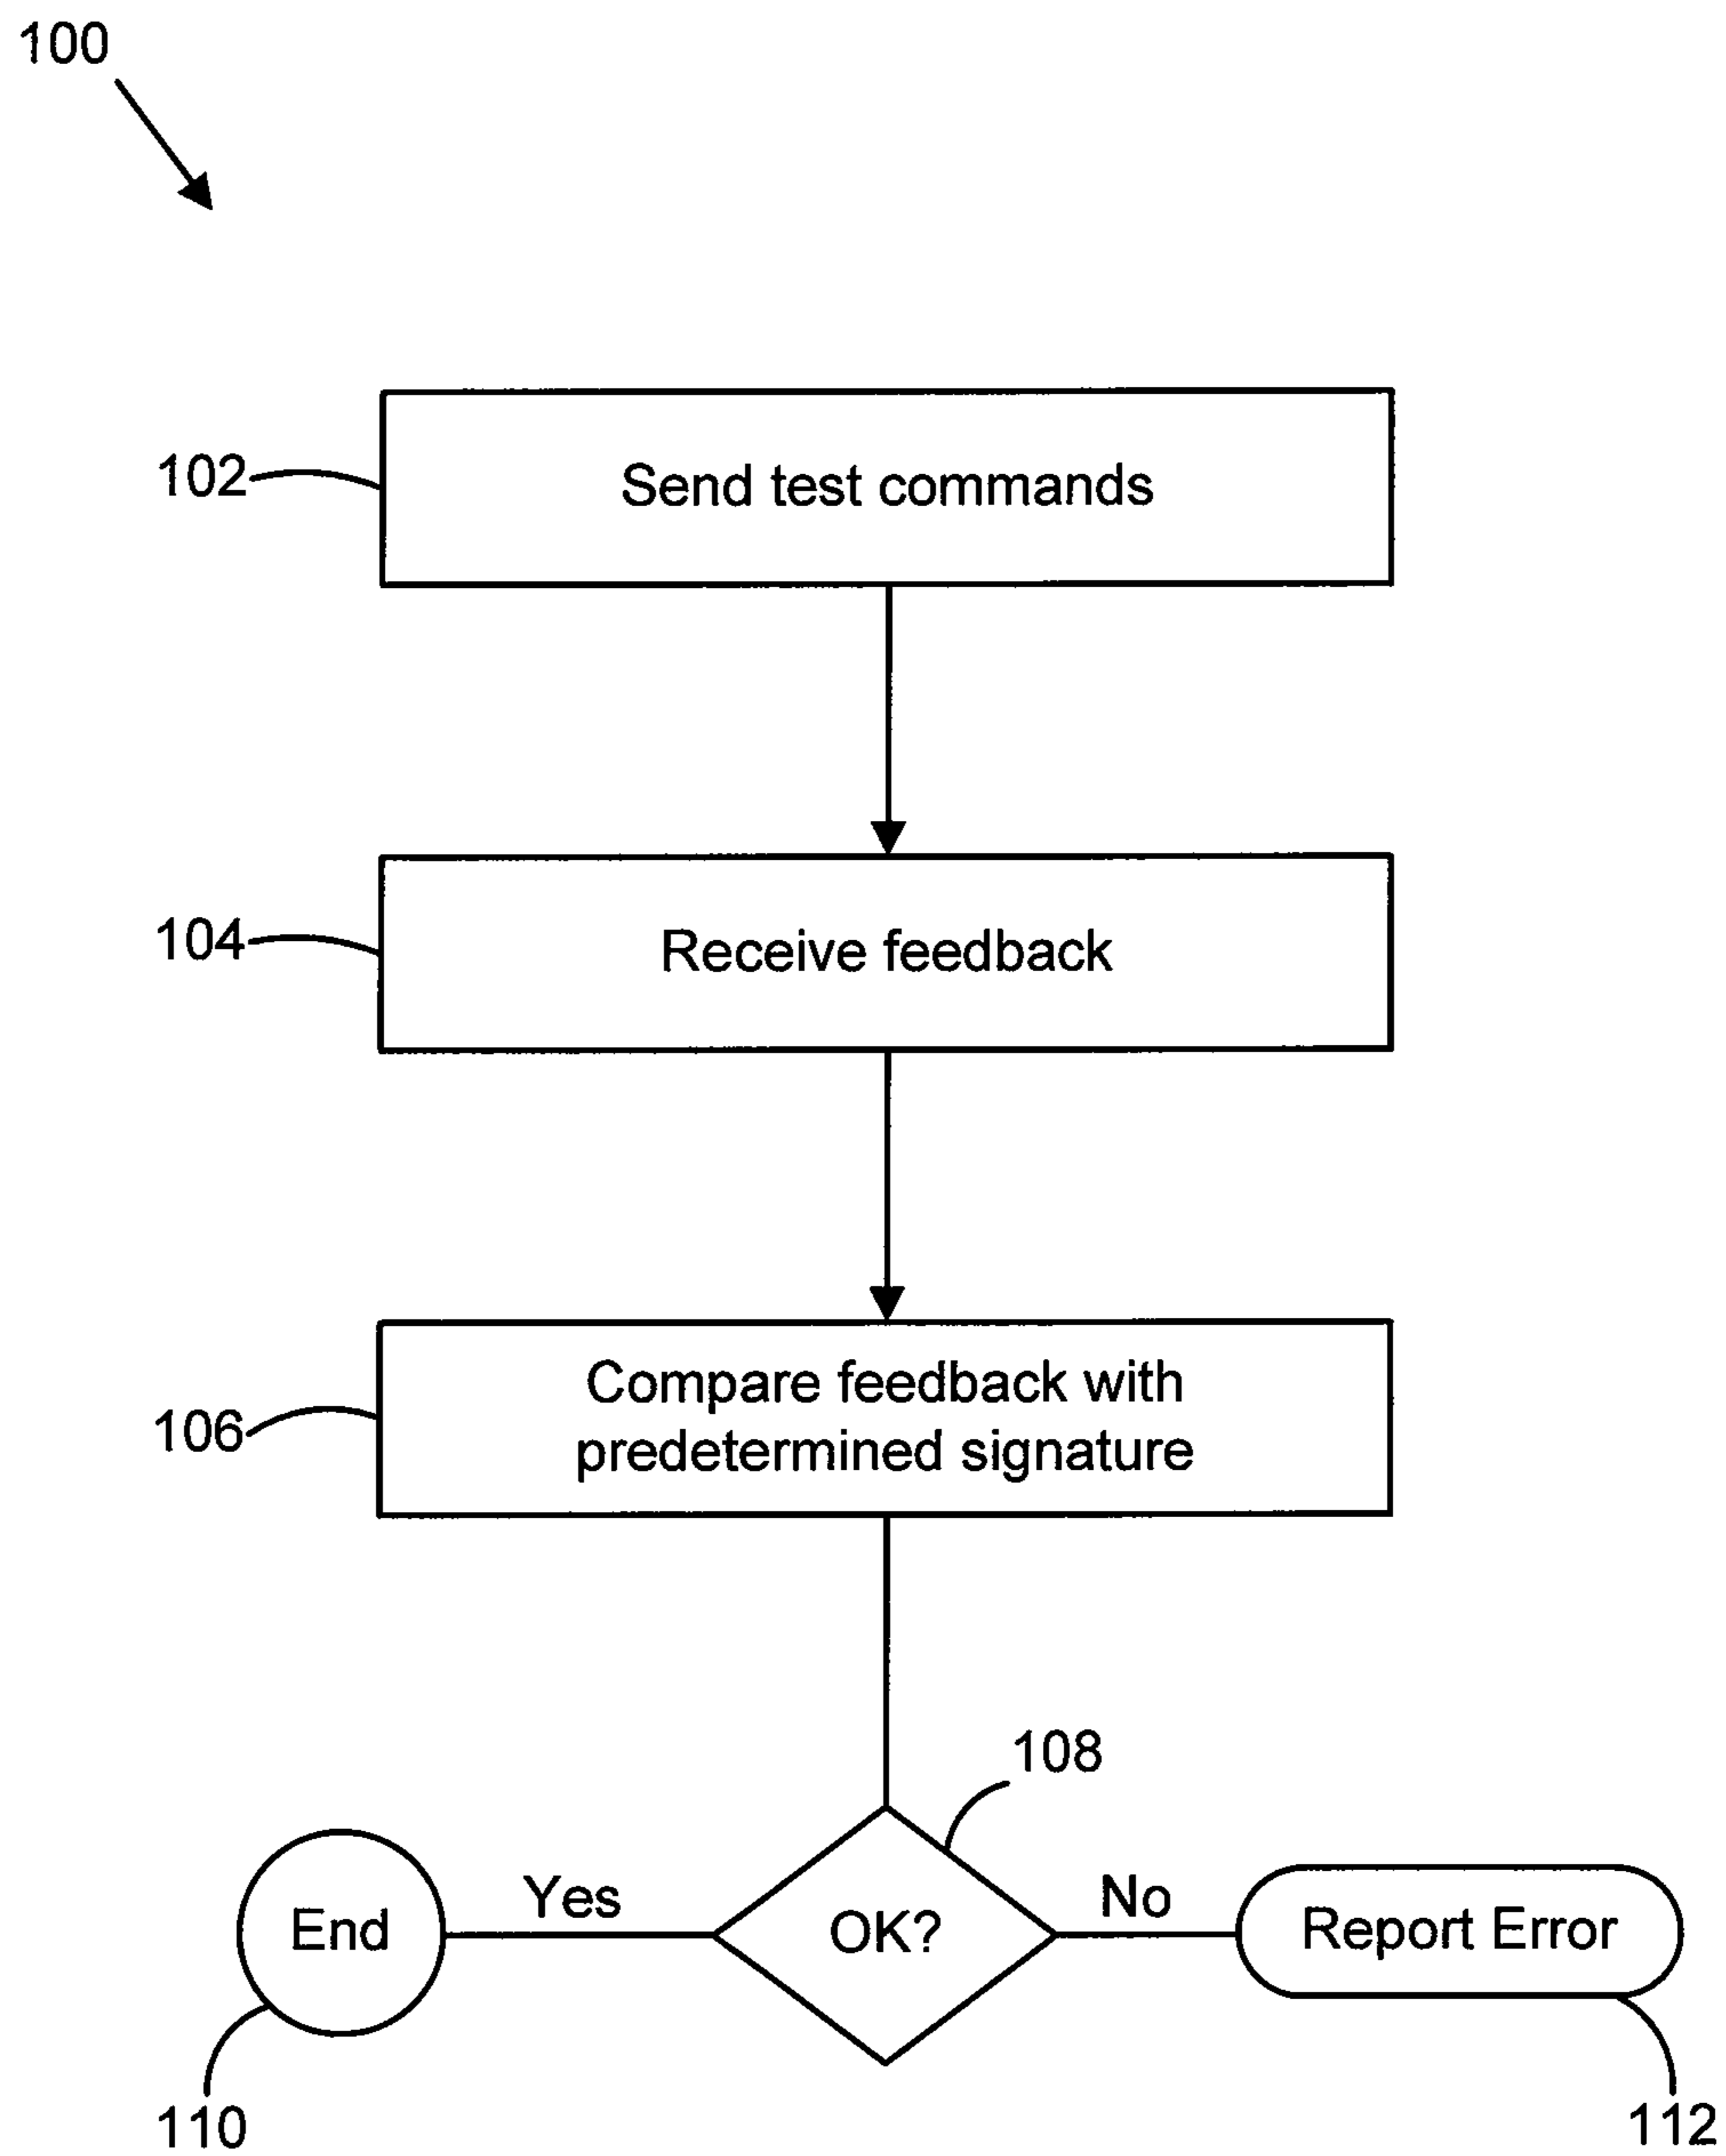 100
102
Send test commands
104
Receive feedback
106
Compare feedback with
predetermined signature
108
End
Yes
OK?
No
Report Error
110
112